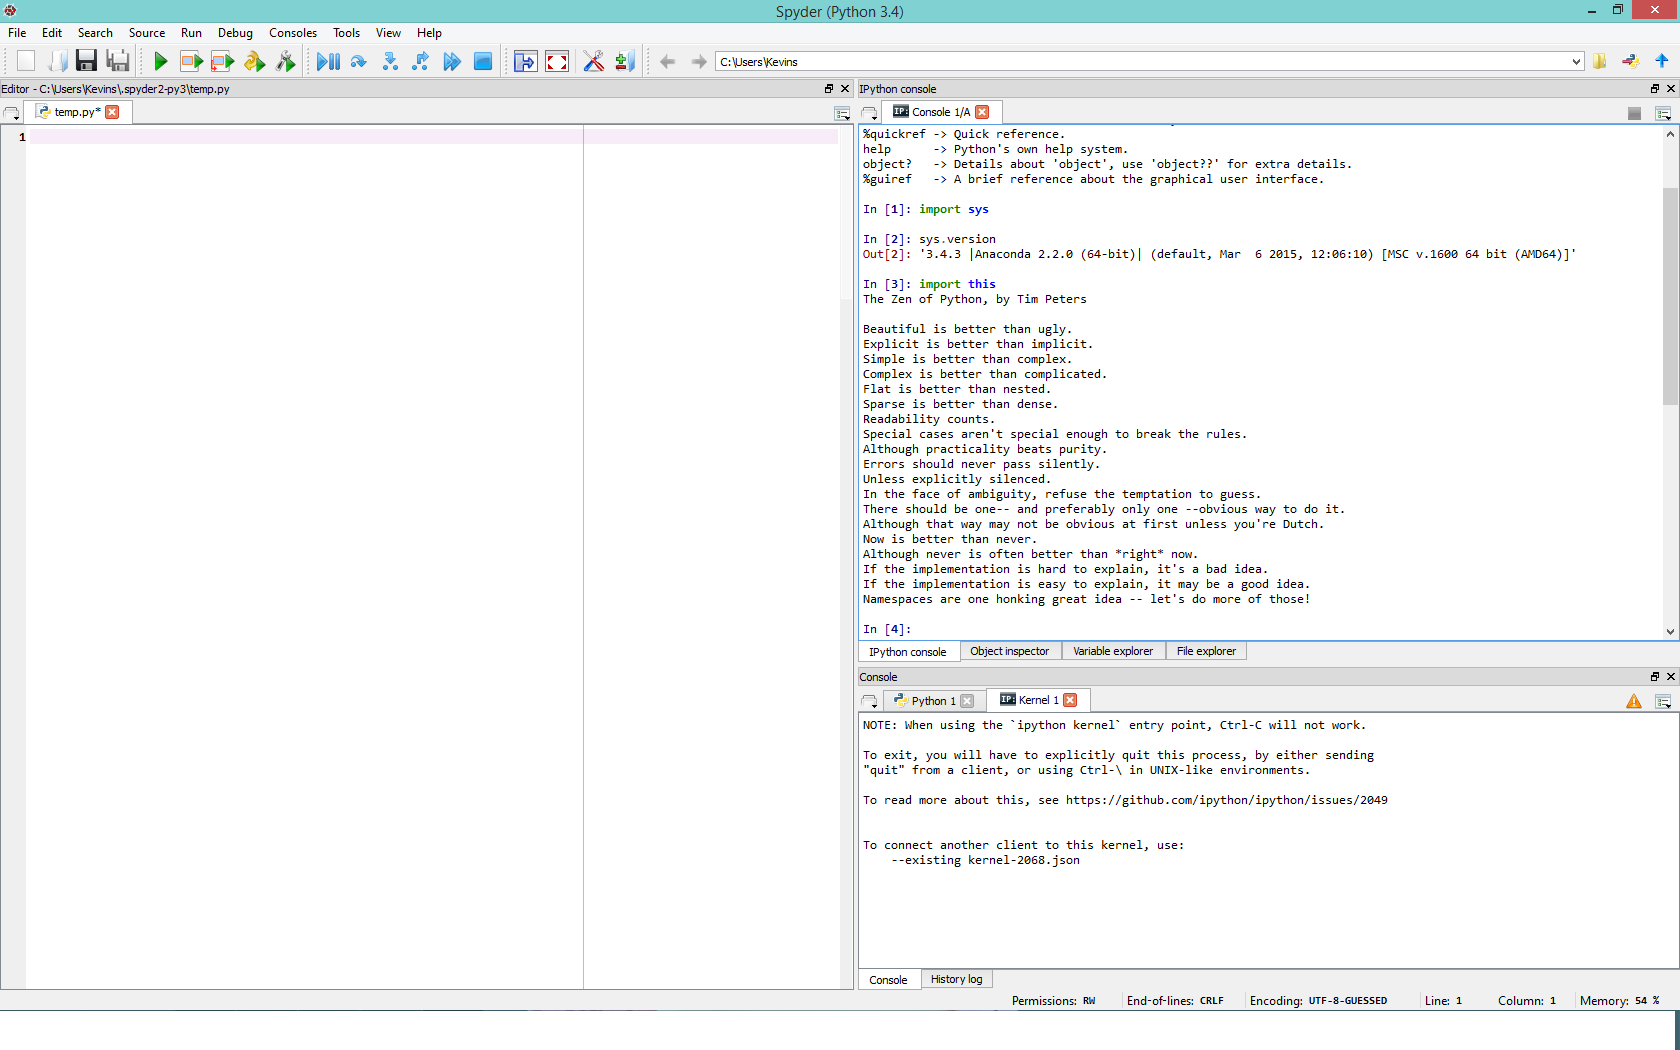 Spyder (Python 3.4)
File Edit Search Source Run Debug Consoles Tools View Help
C:\Users\Kevins
Editor - C:\Users\Kevins\.spyder2-py3\temp.py
temp.py*
1
IPython console
IP: Console 1/A
%quickref -> Quick reference.
help      -> Python's own help system.
object?   -> Details about 'object', use 'object??' for extra details.
%guiref   -> A brief reference about the graphical user interface.
In [1]: import sys
In [2]: sys.version
Out[2]: '3.4.3 |Anaconda 2.2.0 (64-bit)| (default, Mar  6 2015, 12:06:10) [MSC v.1600 64 bit (AMD64)]'
In [3]: import this
The Zen of Python, by Tim Peters
Beautiful is better than ugly.
Explicit is better than implicit.
Simple is better than complex.
Complex is better than complicated.
Flat is better than nested.
Sparse is better than dense.
Readability counts.
Special cases aren't special enough to break the rules.
Although practicality beats purity.
Errors should never pass silently.
Unless explicitly silenced.
In the face of ambiguity, refuse the temptation to guess.
There should be one-- and preferably only one --obvious way to do it.
Although that way may not be obvious at first unless you're Dutch.
Now is better than never.
Although never is often better than *right* now.
If the implementation is hard to explain, it's a bad idea.
If the implementation is easy to explain, it may be a good idea.
Namespaces are one honking great idea -- let's do more of those!
In [4]:
IPython console Object inspector Variable explorer File explorer
Console
Python 1 IP: Kernel 1
NOTE: When using the `ipython kernel` entry point, Ctrl-C will not work.
To exit, you will have to explicitly quit this process, by either sending
"quit" from a client, or using Ctrl-\ in UNIX-like environments.
To read more about this, see https://github.com/ipython/ipython/issues/2049
To connect another client to this kernel, use:
    --existing kernel-2068.json
Console History log
Permissions: RW End-of-lines: CRLF Encoding: UTF-8-GUESSED Line: 1 Column: 1 Memory: 54 %